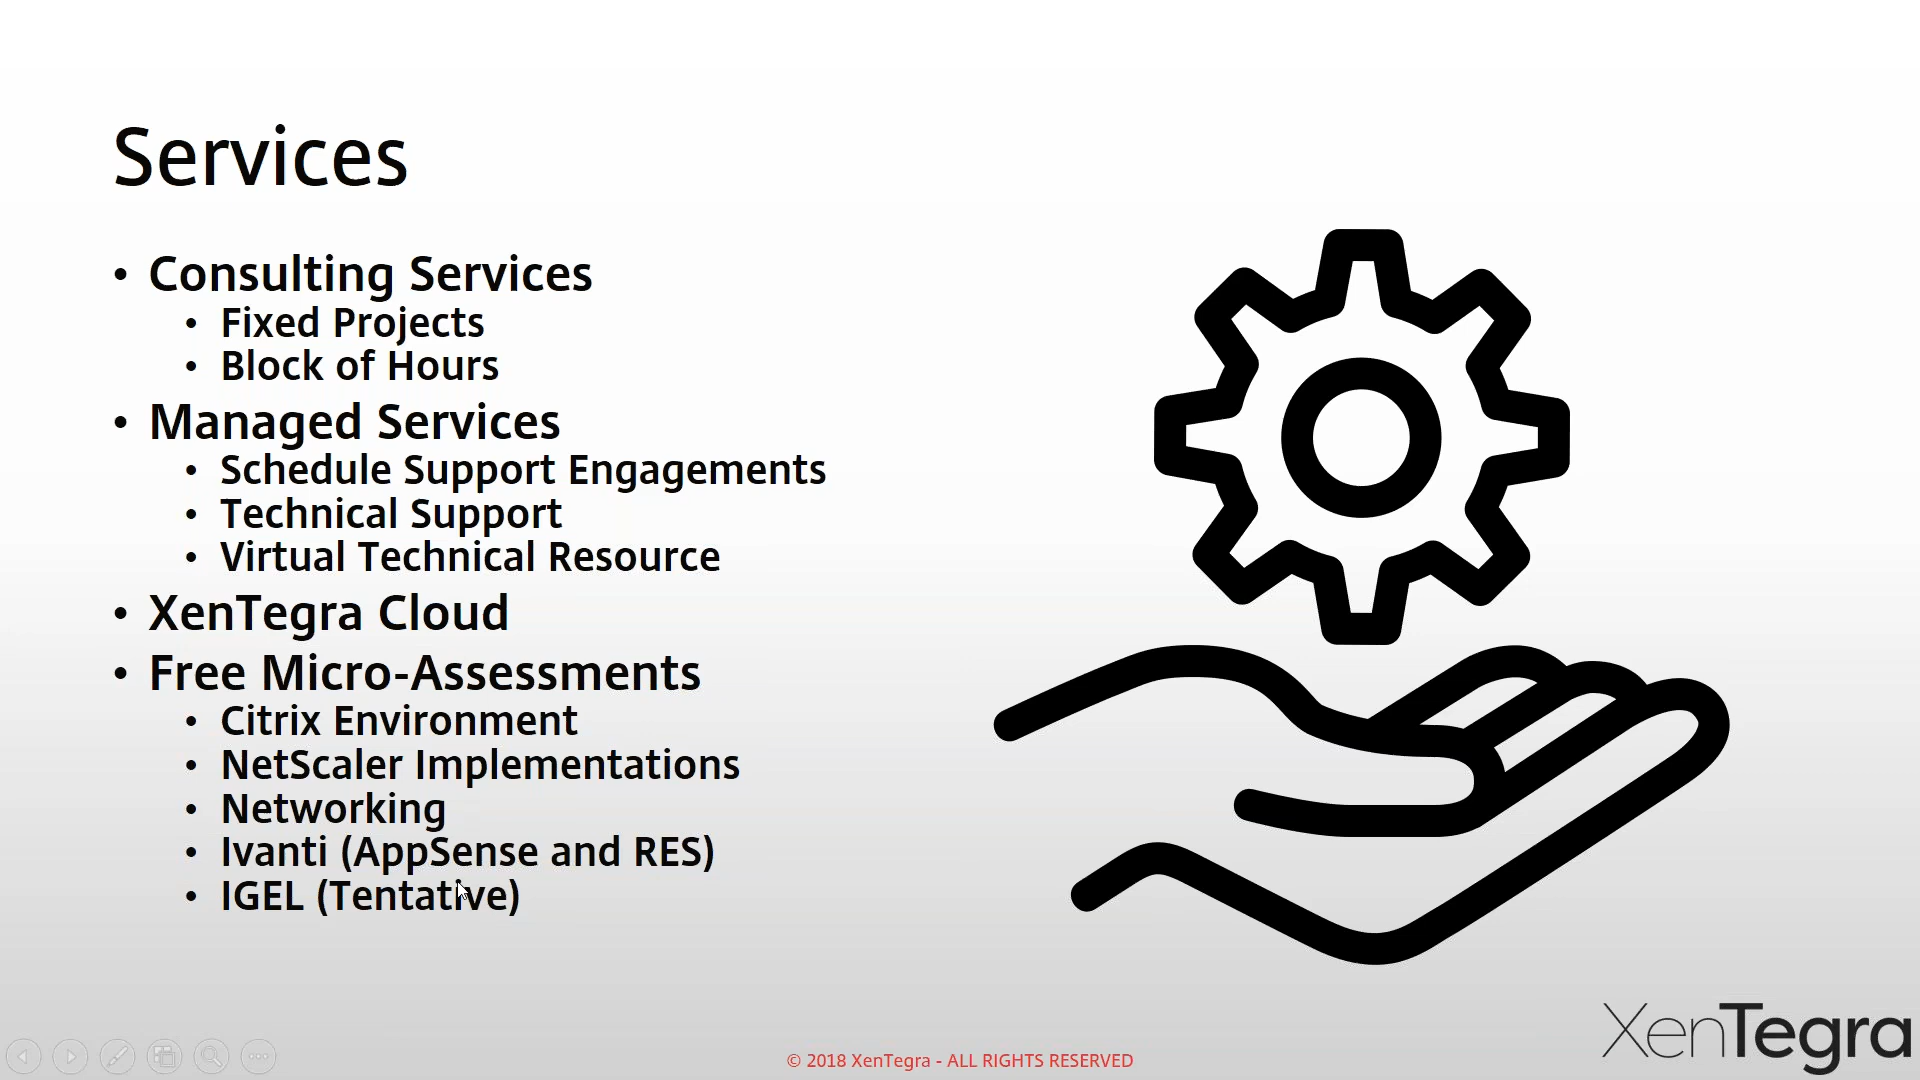 Services
• Consulting Services
• Fixed Projects
• Block of Hours
• Managed Services
• Schedule Support Engagements
• Technical Support
• Virtual Technical Resource
• XenTegra Cloud
• Free Micro-Assessments
• Citrix Environment
• NetScaler Implementations
• Networking
• Ivanti (AppSense and RES)
• IGEL (Tentative)
XenTegra
© 2018 XenTegra - ALL RIGHTS RESERVED